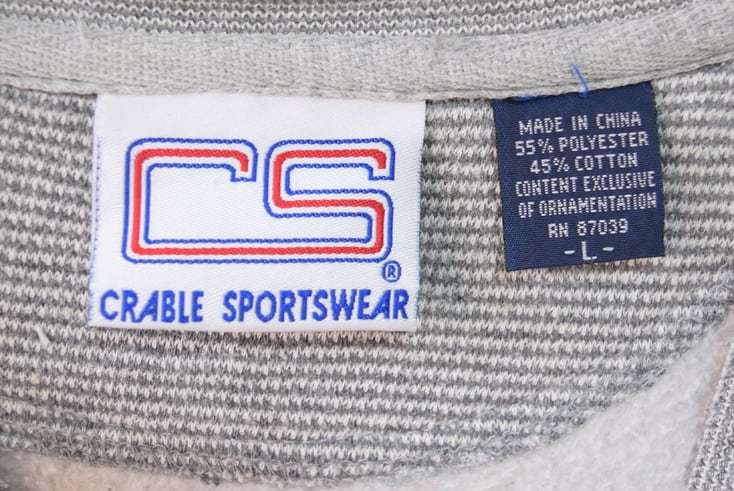 CS
®
CRABLE SPORTSWEAR
MADE IN CHINA
55% POLYESTER
45% COTTON
CONTENT EXCLUSIVE
OF ORNAMENTATION
RN 87039
- L -